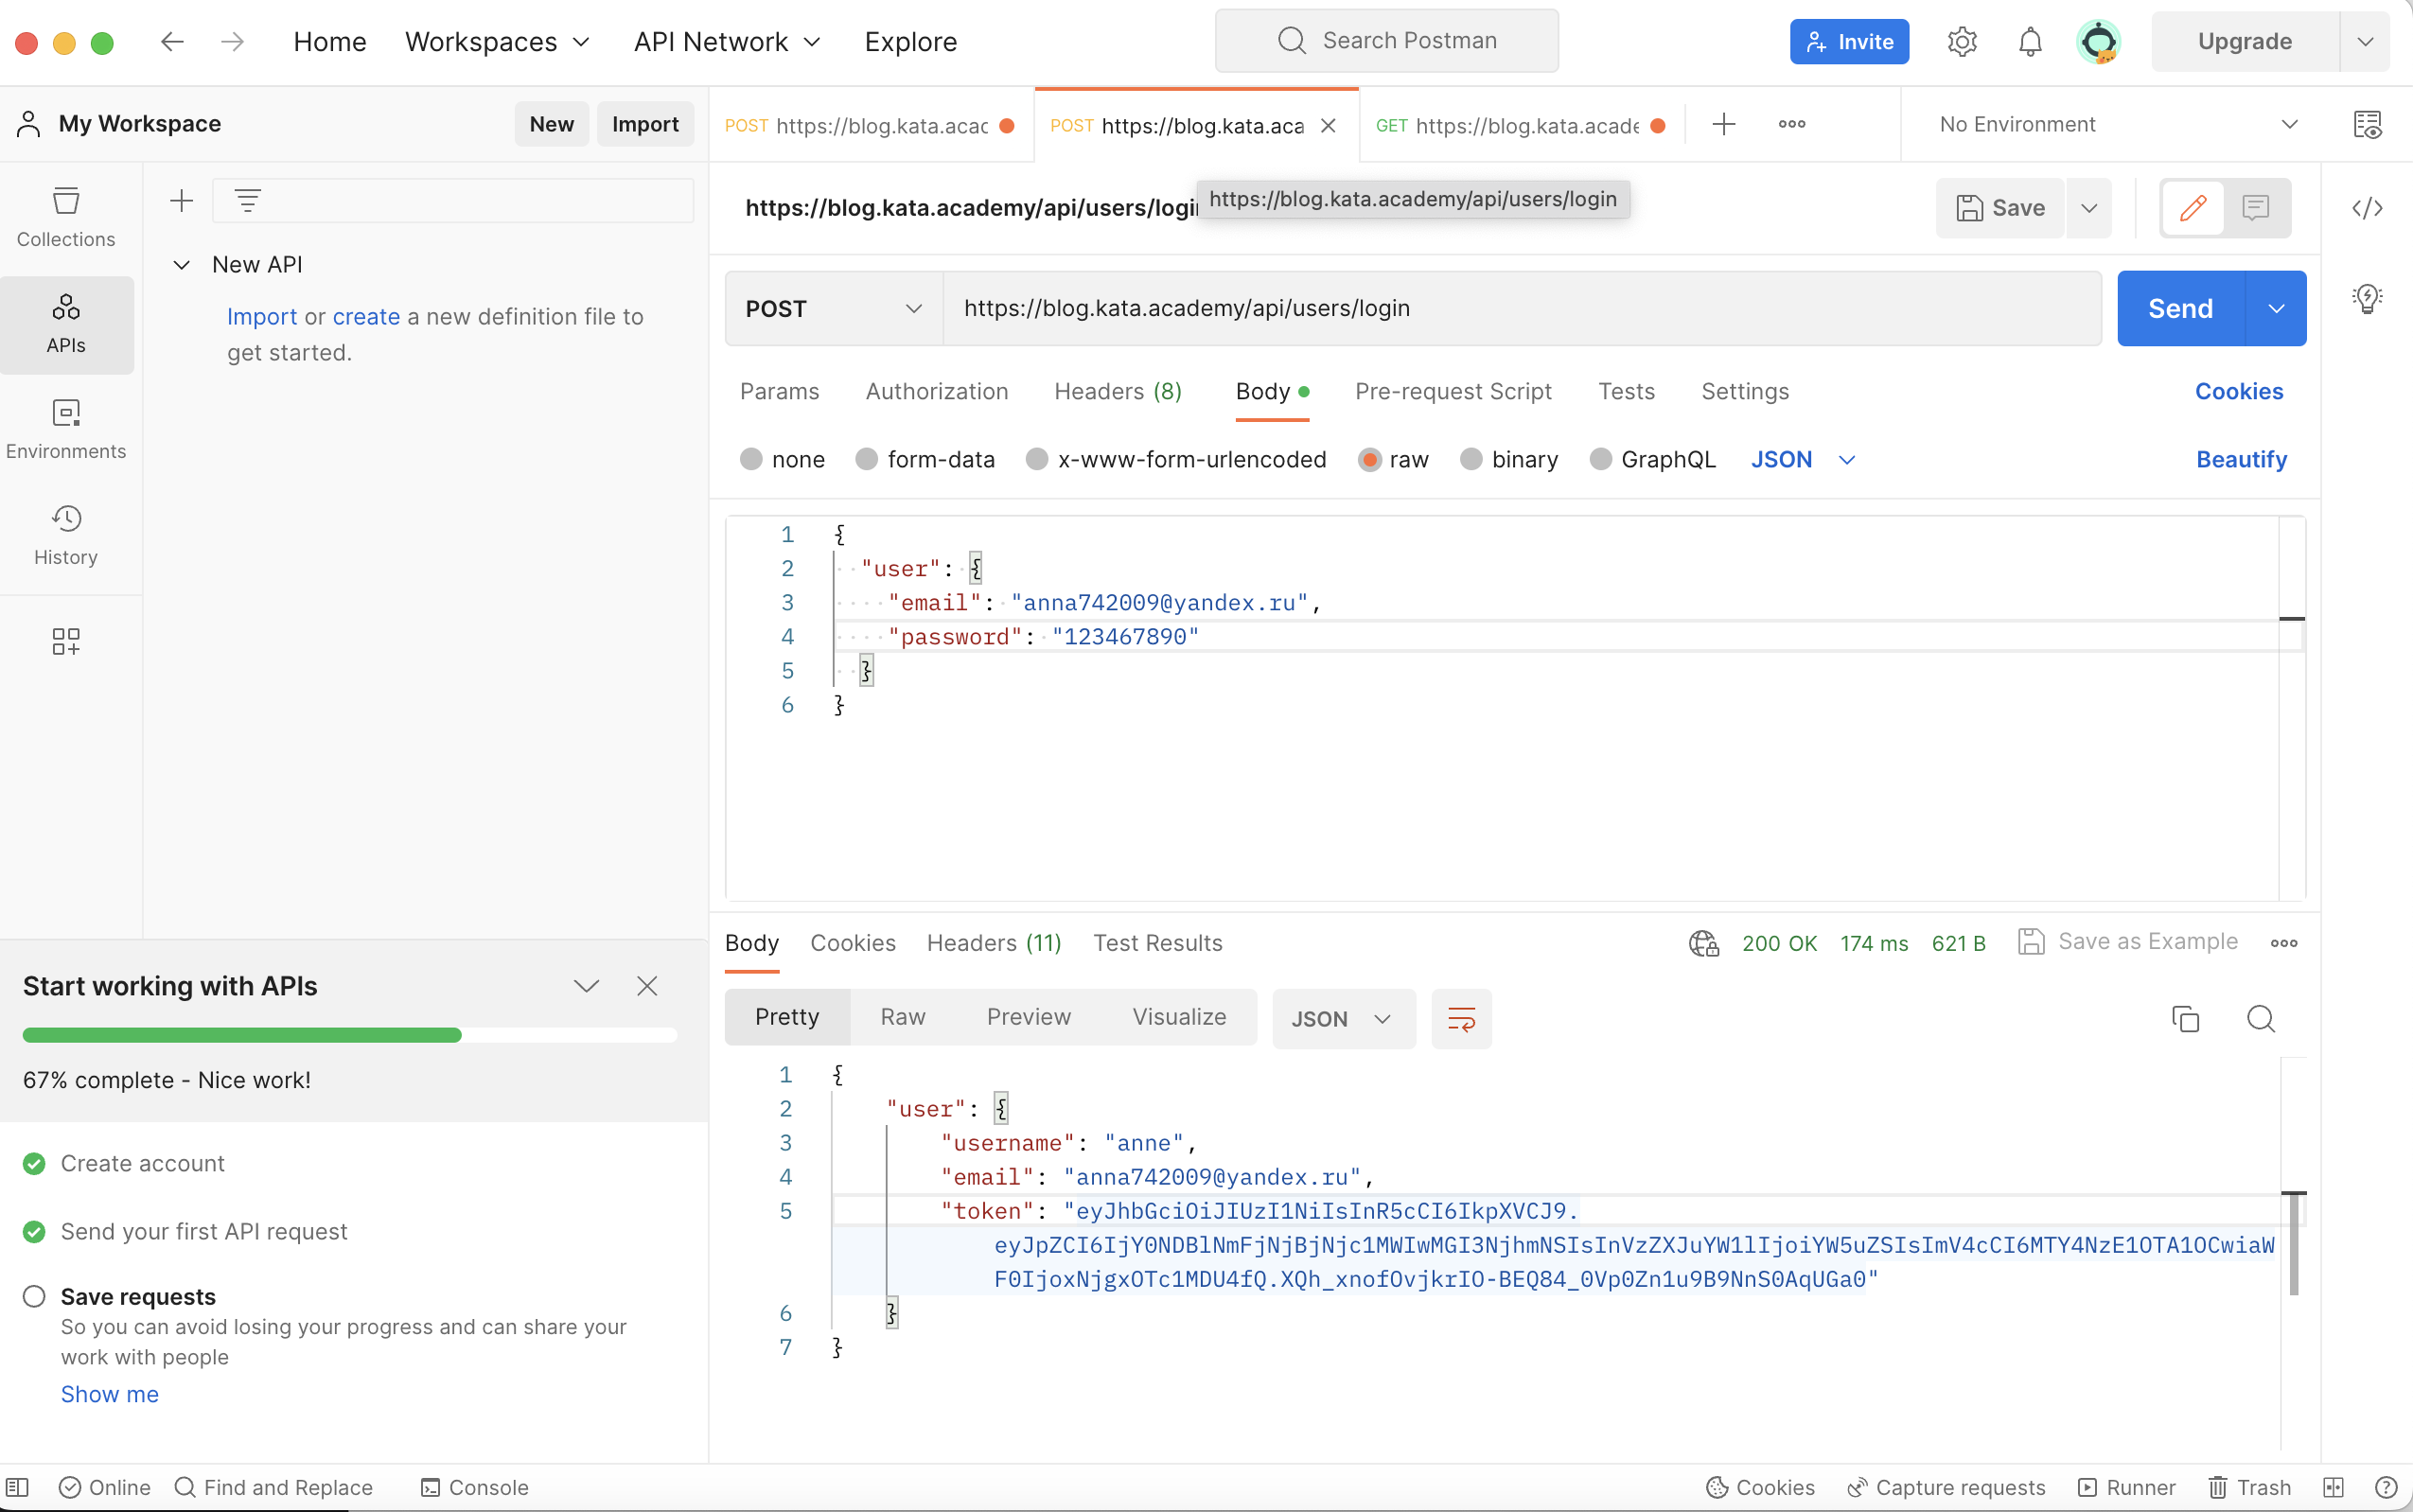 Home Workspaces API Network Explore Search Postman Invite Upgrade
My Workspace New Import POST https://blog.kata.acac POST https://blog.kata.aca GET https://blog.kata.acade No Environment
Collections
APIs
Environments
History
New API
Import or create a new definition file to
get started.
https://blog.kata.academy/api/users/login
https://blog.kata.academy/api/users/login
Save
POST https://blog.kata.academy/api/users/login Send
Params Authorization Headers (8) Body Pre-request Script Tests Settings Cookies
none form-data x-www-form-urlencoded raw binary GraphQL JSON Beautify
1 {
2 "user": {
3 "email": "anna742009@yandex.ru",
4 "password": "123467890"
5 }
6 }
Body Cookies Headers (11) Test Results 200 OK 174 ms 621 B Save as Example
Pretty Raw Preview Visualize JSON
1 {
2 "user": {
3 "username": "anne",
4 "email": "anna742009@yandex.ru",
5 "token": "eyJhbGciOiJIUzI1NiIsInR5cCI6IkpXVCJ9.
eyJpZCI6IjY0NDBlNmFjNjBjNjc1MWIwMGI3NjhmNSIsInVzZXJuYW1lIjoiYW5uZSIsImV4cCI6MTY4NzE1OTA1OCwiaW
F0IjoxNjgxOTc1MDU4fQ.XQh_xnofOvjkrIO-BEQ84_0Vp0Zn1u9B9NnS0AqUGa0"
6 }
7 }
Start working with APIs
67% complete - Nice work!
Create account
Send your first API request
Save requests
So you can avoid losing your progress and can share your
work with people
Show me
Online Find and Replace Console Cookies Capture requests Runner Trash